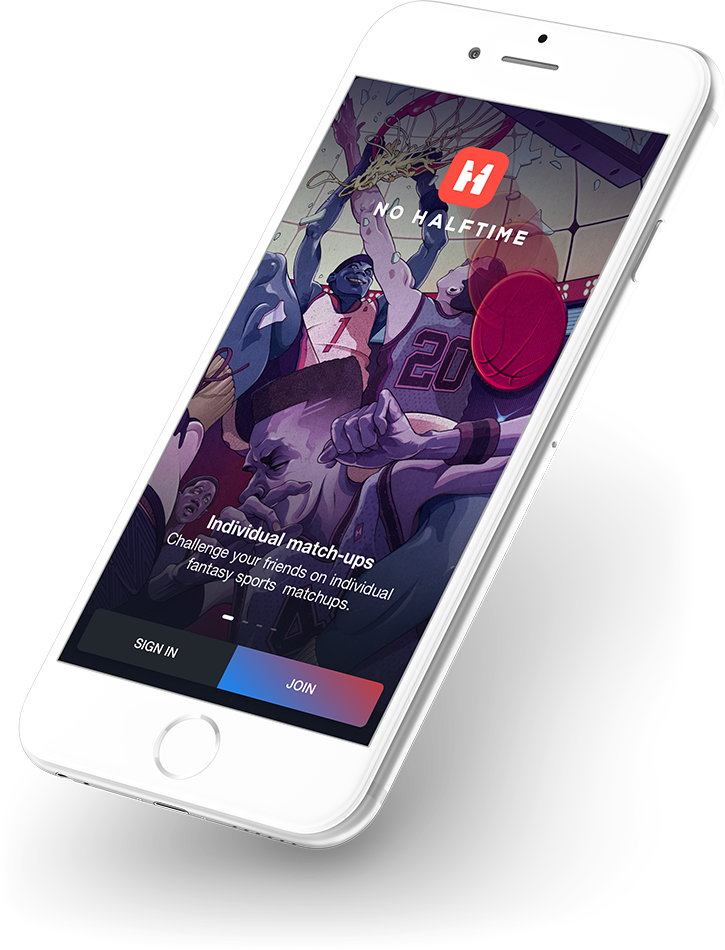 NO HALFTIME
1
20
Individual match-ups
Challenge your friends on individual
fantasy sports matchups.
SIGN IN
JOIN